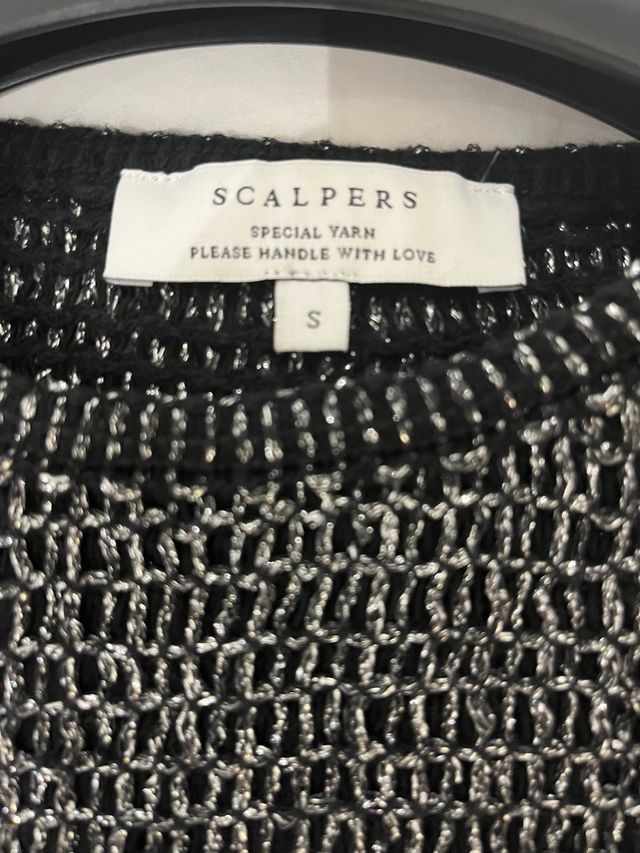 SCALPERS
SPECIAL YARN
PLEASE HANDLE WITH LOVE
S